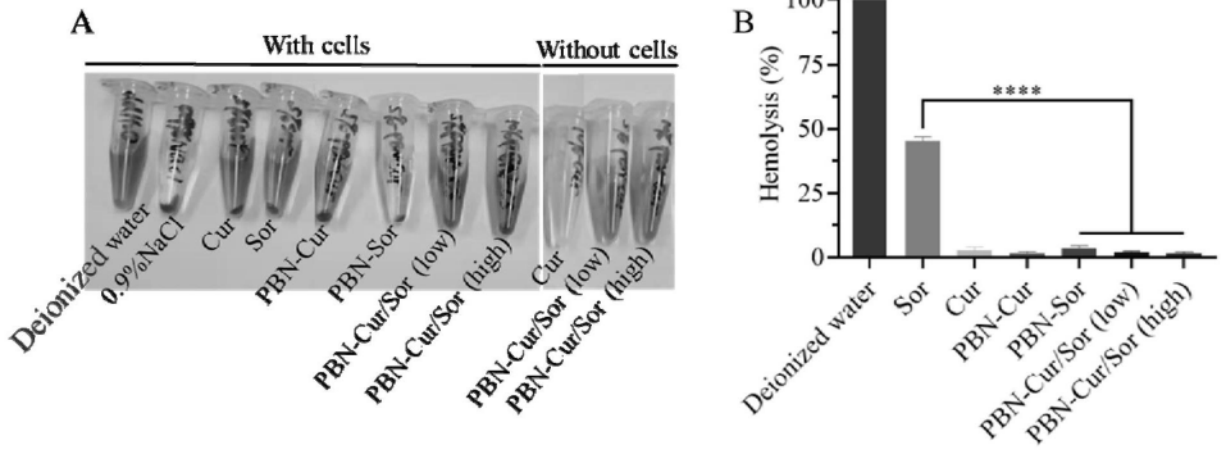 A
With cells
Without cells
Deionized water
0.9%NaCl
Cur
Sor
PBN-Cur
PBN-Sor
PBN-Cur/Sor (low)
PBN-Cur/Sor (high)
Cur
PBN-Cur/Sor (low)
PBN-Cur/Sor (high)
B
Hemolysis (%)
100
75
50
25
0
****
Deionized water
Sor
Cur
PBN-Cur
PBN-Sor
PBN-Cur/Sor (low)
PBN-Cur/Sor (high)